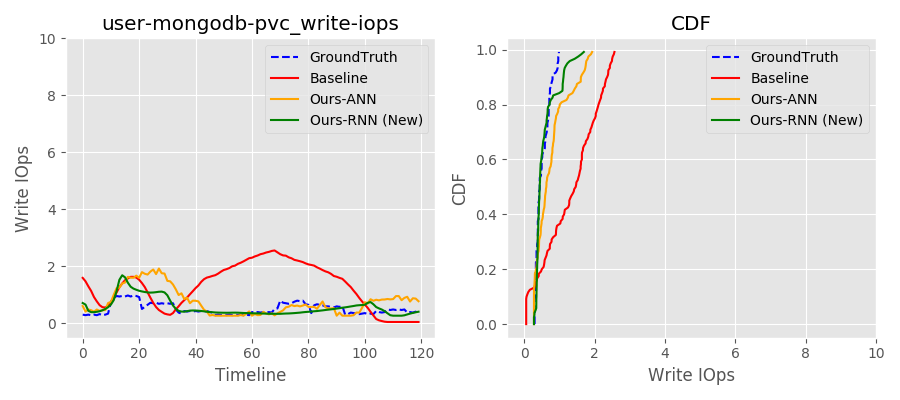 user-mongodb-pvc_write-iops
10
8
6
4
2
0
Write IOps
0 20 40 60 80 100 120
Timeline
GroundTruth
Baseline
Ours-ANN
Ours-RNN (New)
CDF
1.0
0.8
0.6
0.4
0.2
0.0
CDF
0 2 4 6 8 10
Write IOps
GroundTruth
Baseline
Ours-ANN
Ours-RNN (New)